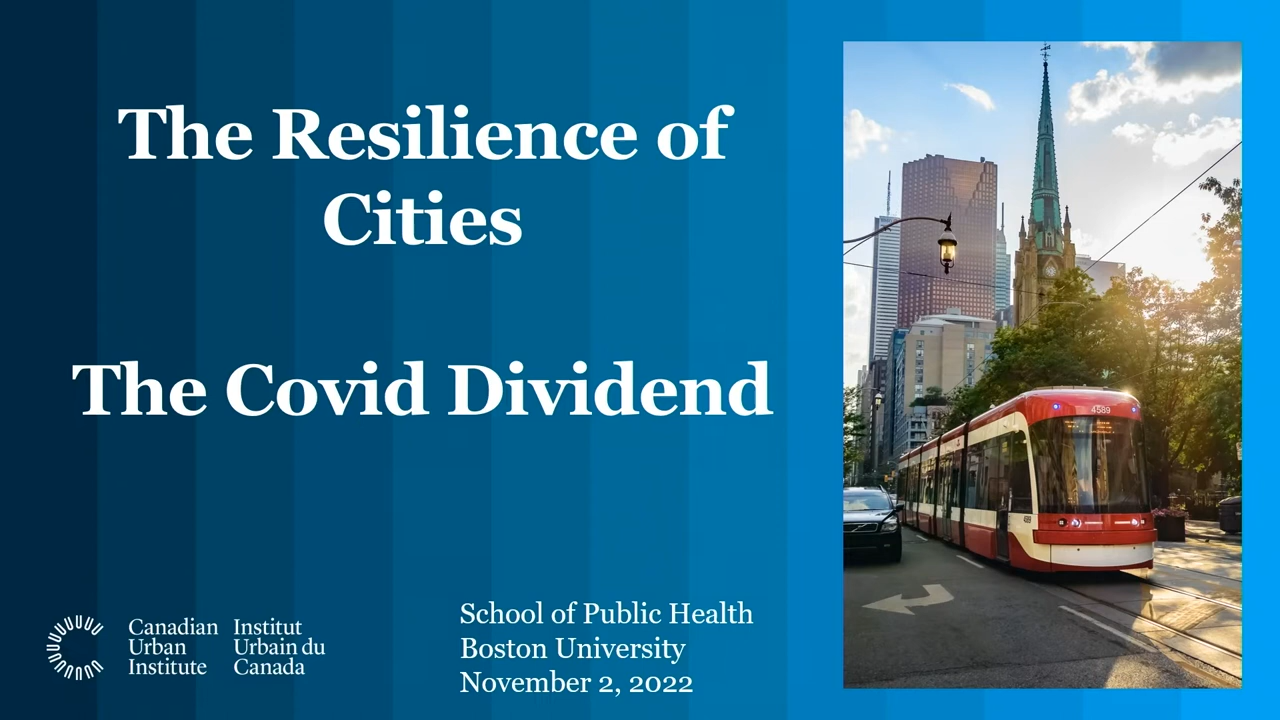 The Resilience of
Cities
The Covid Dividend
Canadian
Urban
Institute
Institut
Urbain du
Canada
School of Public Health
Boston University
November 2, 2022
4589